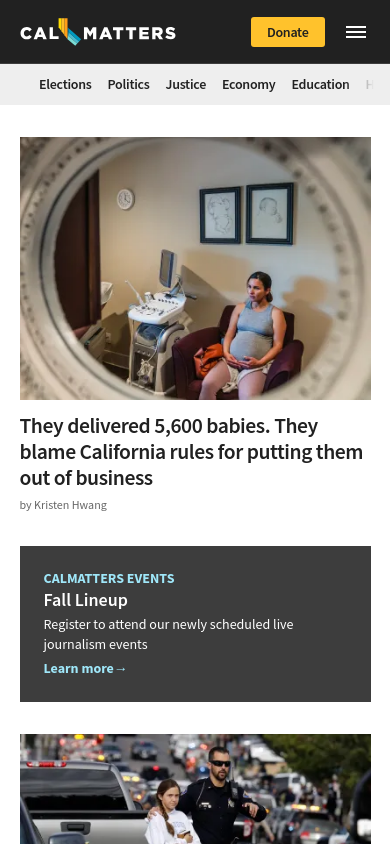 CAL MATTERS
Donate
Elections Politics Justice Economy Education H
They delivered 5,600 babies. They
blame California rules for putting them
out of business
by Kristen Hwang
CALMATTERS EVENTS
Fall Lineup
Register to attend our newly scheduled live
journalism events
Learn more→